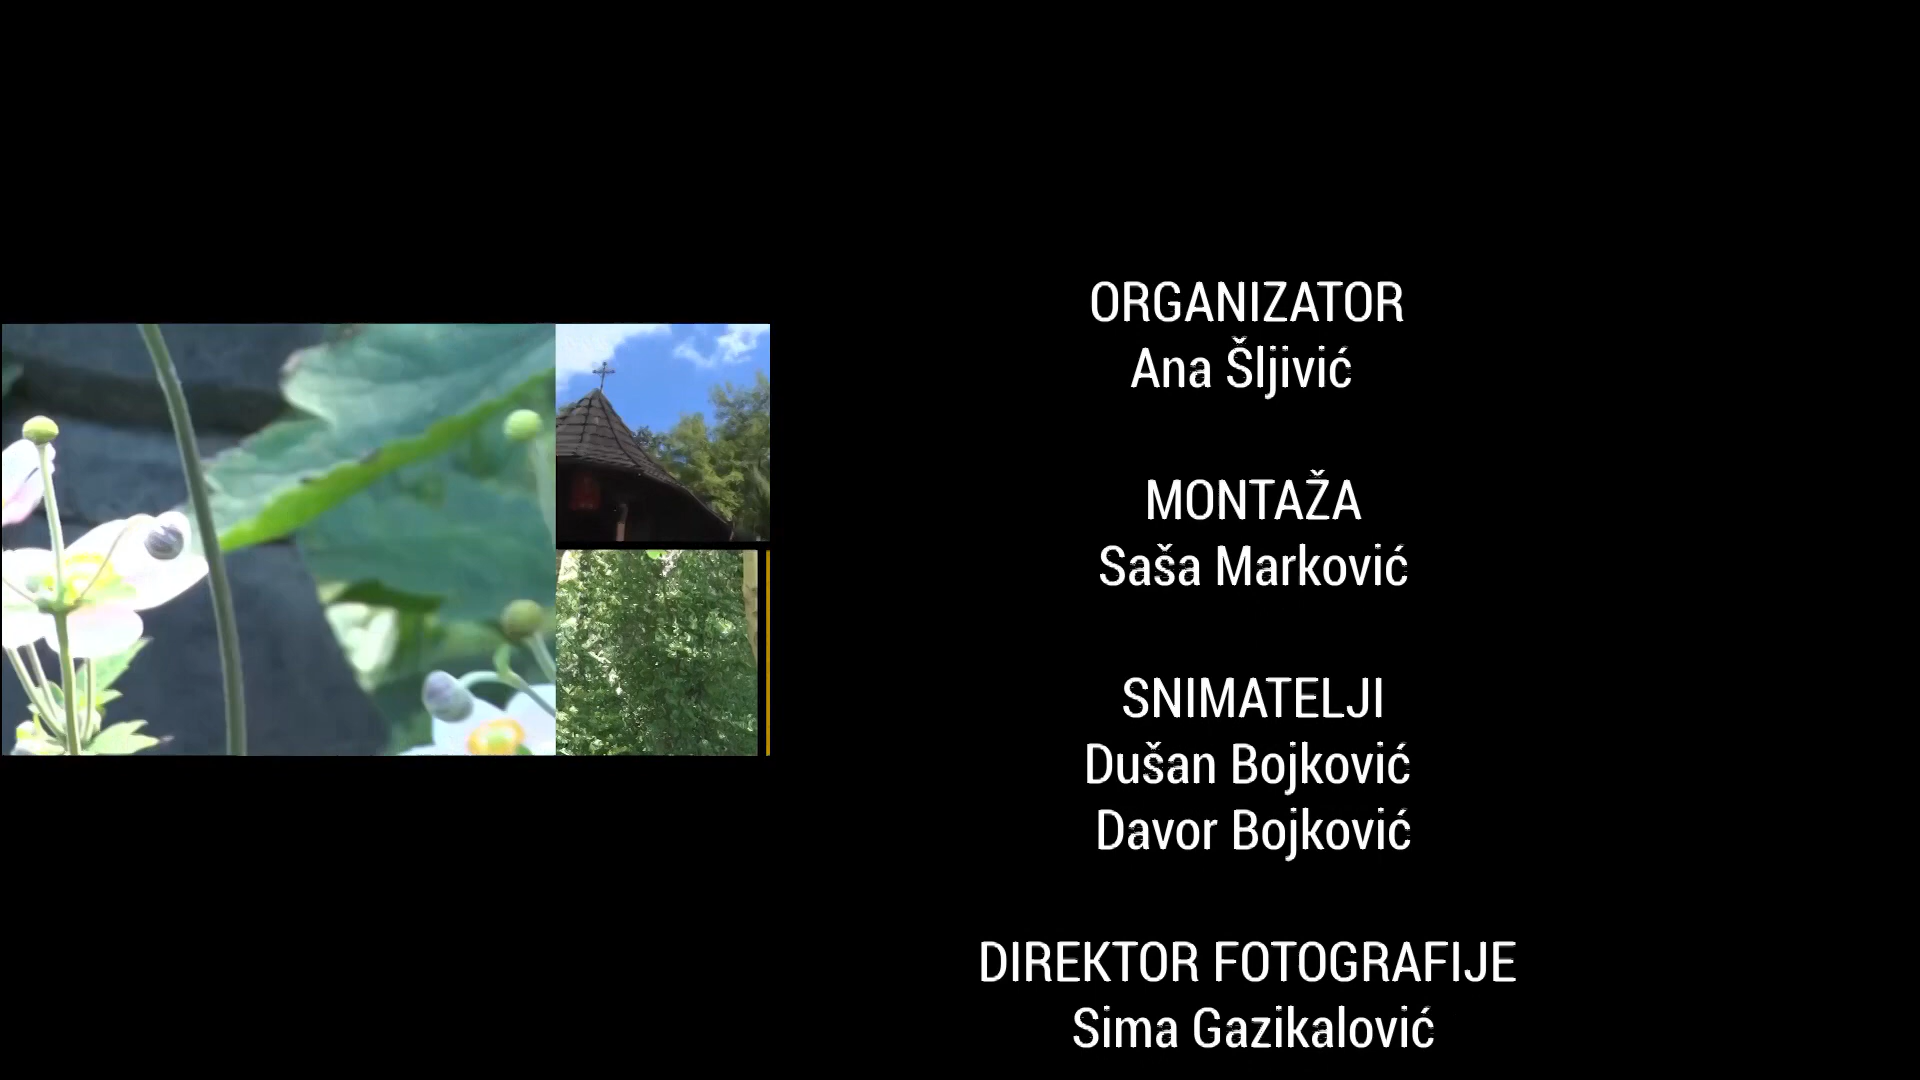 ORGANIZATOR
Ana Šljivić
MONTAŽA
Saša Marković
SNIMATELJI
Dušan Bojković
Davor Bojković
DIREKTOR FOTOGRAFIJE
Sima Gazikalović